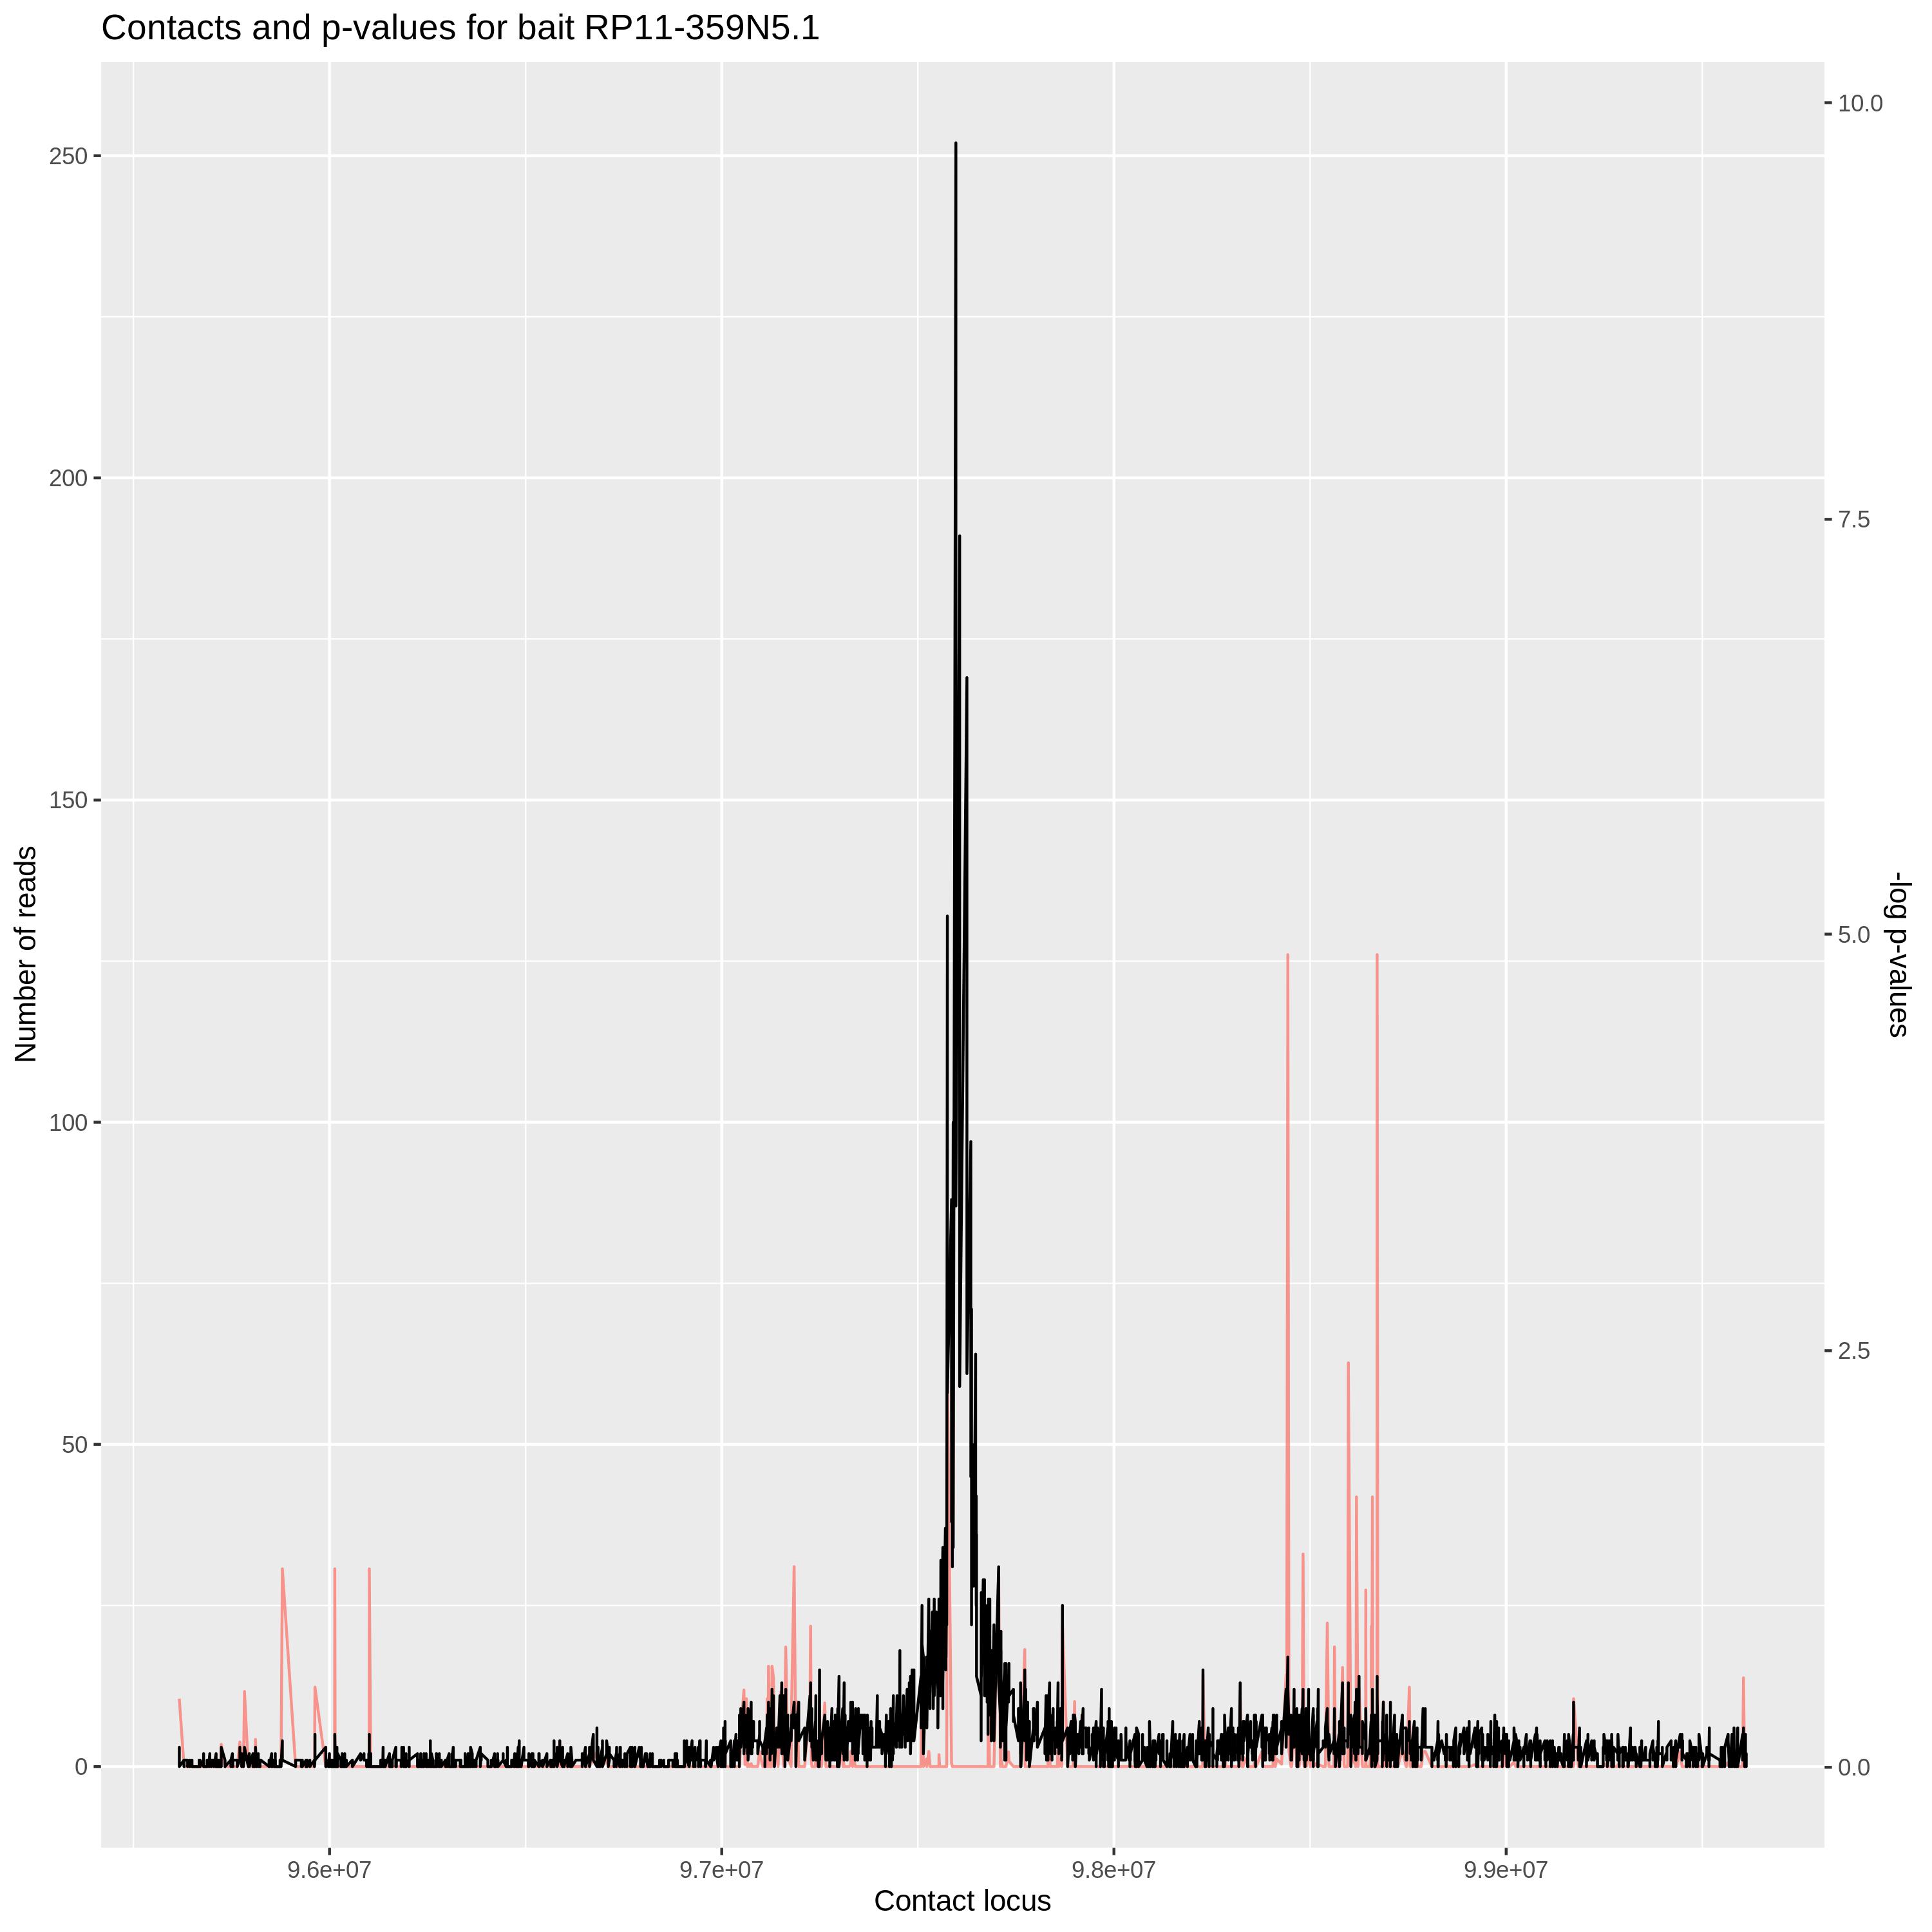 Contacts and p-values for bait RP11-359N5.1
250
200
150
100
50
0
Number of reads
10.0
7.5
5.0
2.5
0.0
-log p-values
9.6e+07
9.7e+07
9.8e+07
9.9e+07
Contact locus